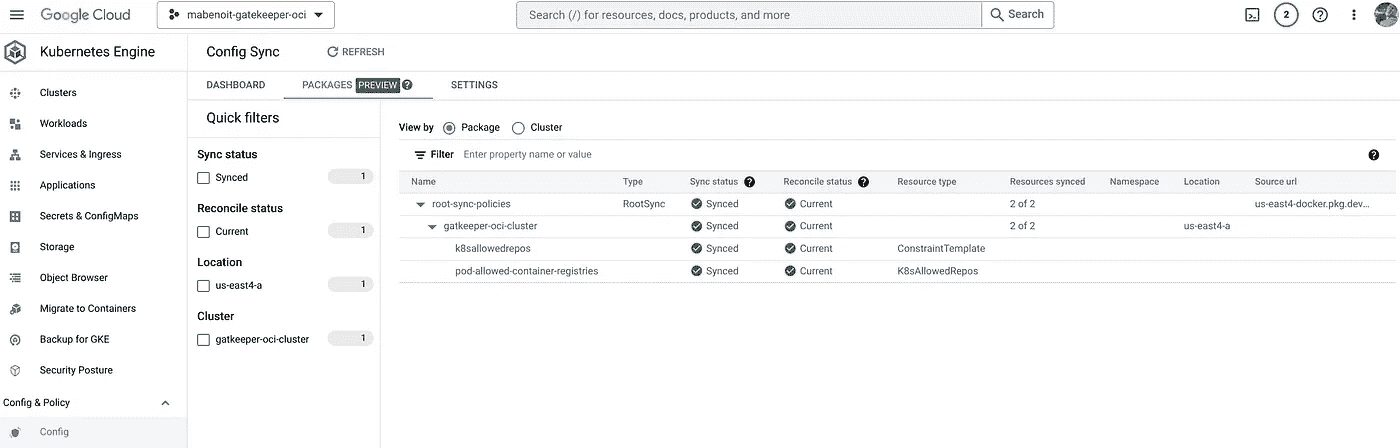 Google Cloud
mabenoit-gatekeeper-oci
Search (/) for resources, docs, products, and more
Search
2
Kubernetes Engine
Config Sync
REFRESH
Clusters
Workloads
Services & Ingress
Applications
Secrets & ConfigMaps
Storage
Object Browser
Migrate to Containers
Backup for GKE
Security Posture
Config & Policy
Config
DASHBOARD
PACKAGES PREVIEW ?
SETTINGS
Quick filters
Sync status
Synced 1
Reconcile status
Current 1
Location
us-east4-a 1
Cluster
gatkeeper-oci-cluster 1
View by Package Cluster
Filter Enter property name or value ?
Name Type Sync status ? Reconcile status ? Resource type Resources synced Namespace Location Source url
root-sync-policies RootSync Synced Current 2 of 2 us-east4-docker.pkg.dev...
gatkeeper-oci-cluster Synced Current 2 of 2 us-east4-a
k8sallowedrepos Synced Current ConstraintTemplate
pod-allowed-container-registries Synced Current K8sAllowedRepos